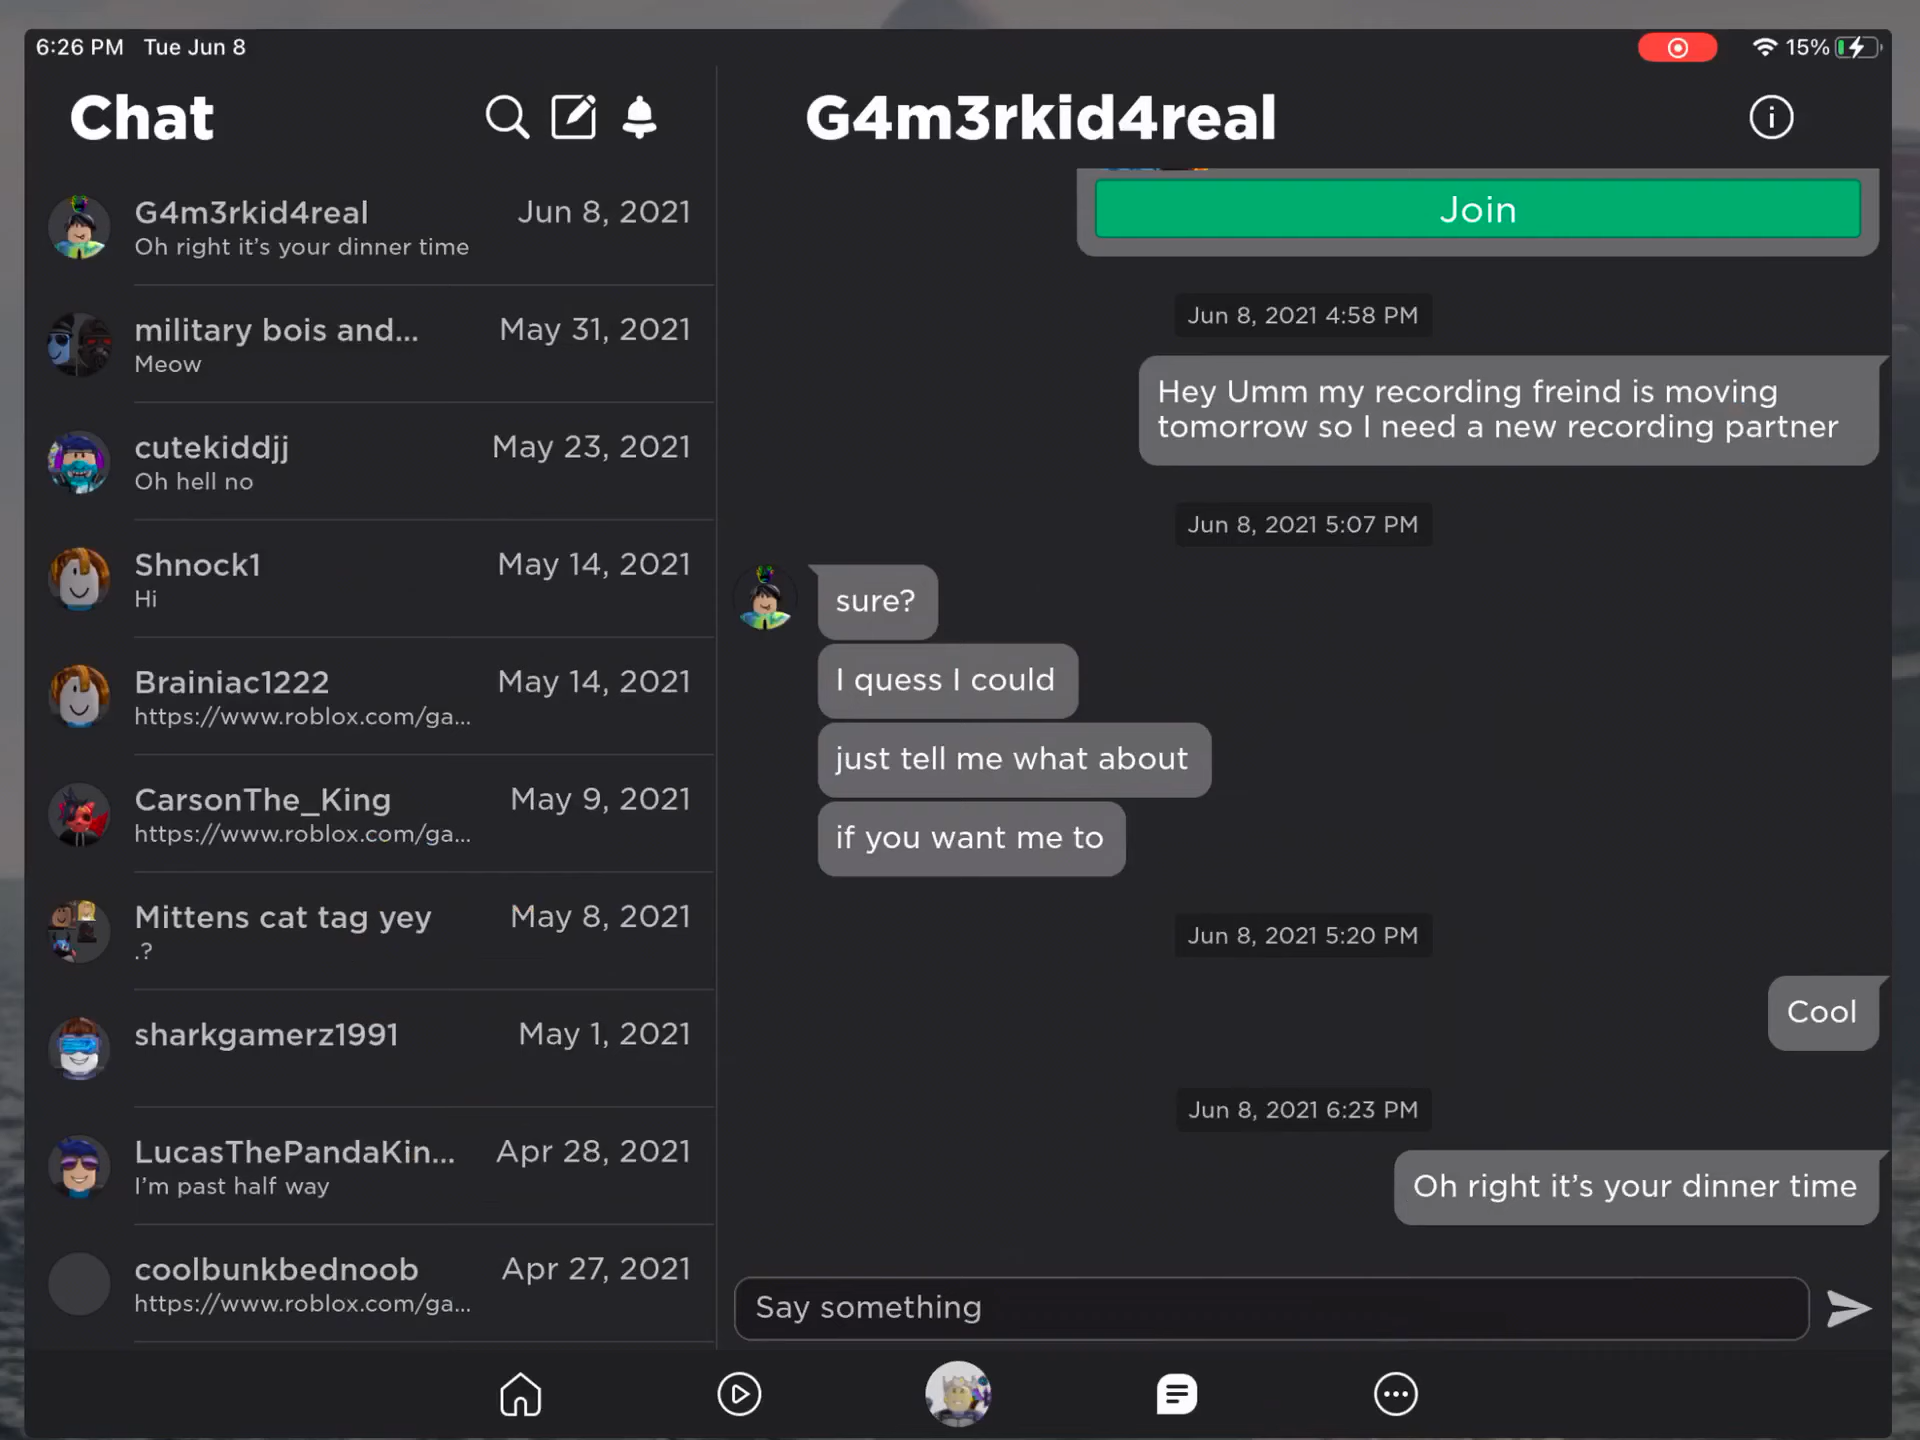 6:26 PM Tue Jun 8
15%
Chat
G4m3rkid4real Jun 8, 2021
Oh right it's your dinner time
military bois and... May 31, 2021
Meow
cutekiddjj May 23, 2021
Oh hell no
Shnock1 May 14, 2021
Hi
Brainiac1222 May 14, 2021
https://www.roblox.com/ga...
CarsonThe_King May 9, 2021
https://www.roblox.com/ga...
Mittens cat tag yey May 8, 2021
.?
sharkgamerz1991 May 1, 2021
LucasThePandaKin... Apr 28, 2021
I'm past half way
coolbunkbednoob Apr 27, 2021
https://www.roblox.com/ga...
G4m3rkid4real
Join
Jun 8, 2021 4:58 PM
Hey Umm my recording freind is moving
tomorrow so I need a new recording partner
Jun 8, 2021 5:07 PM
sure?
I quess I could
just tell me what about
if you want me to
Jun 8, 2021 5:20 PM
Cool
Jun 8, 2021 6:23 PM
Oh right it's your dinner time
Say something